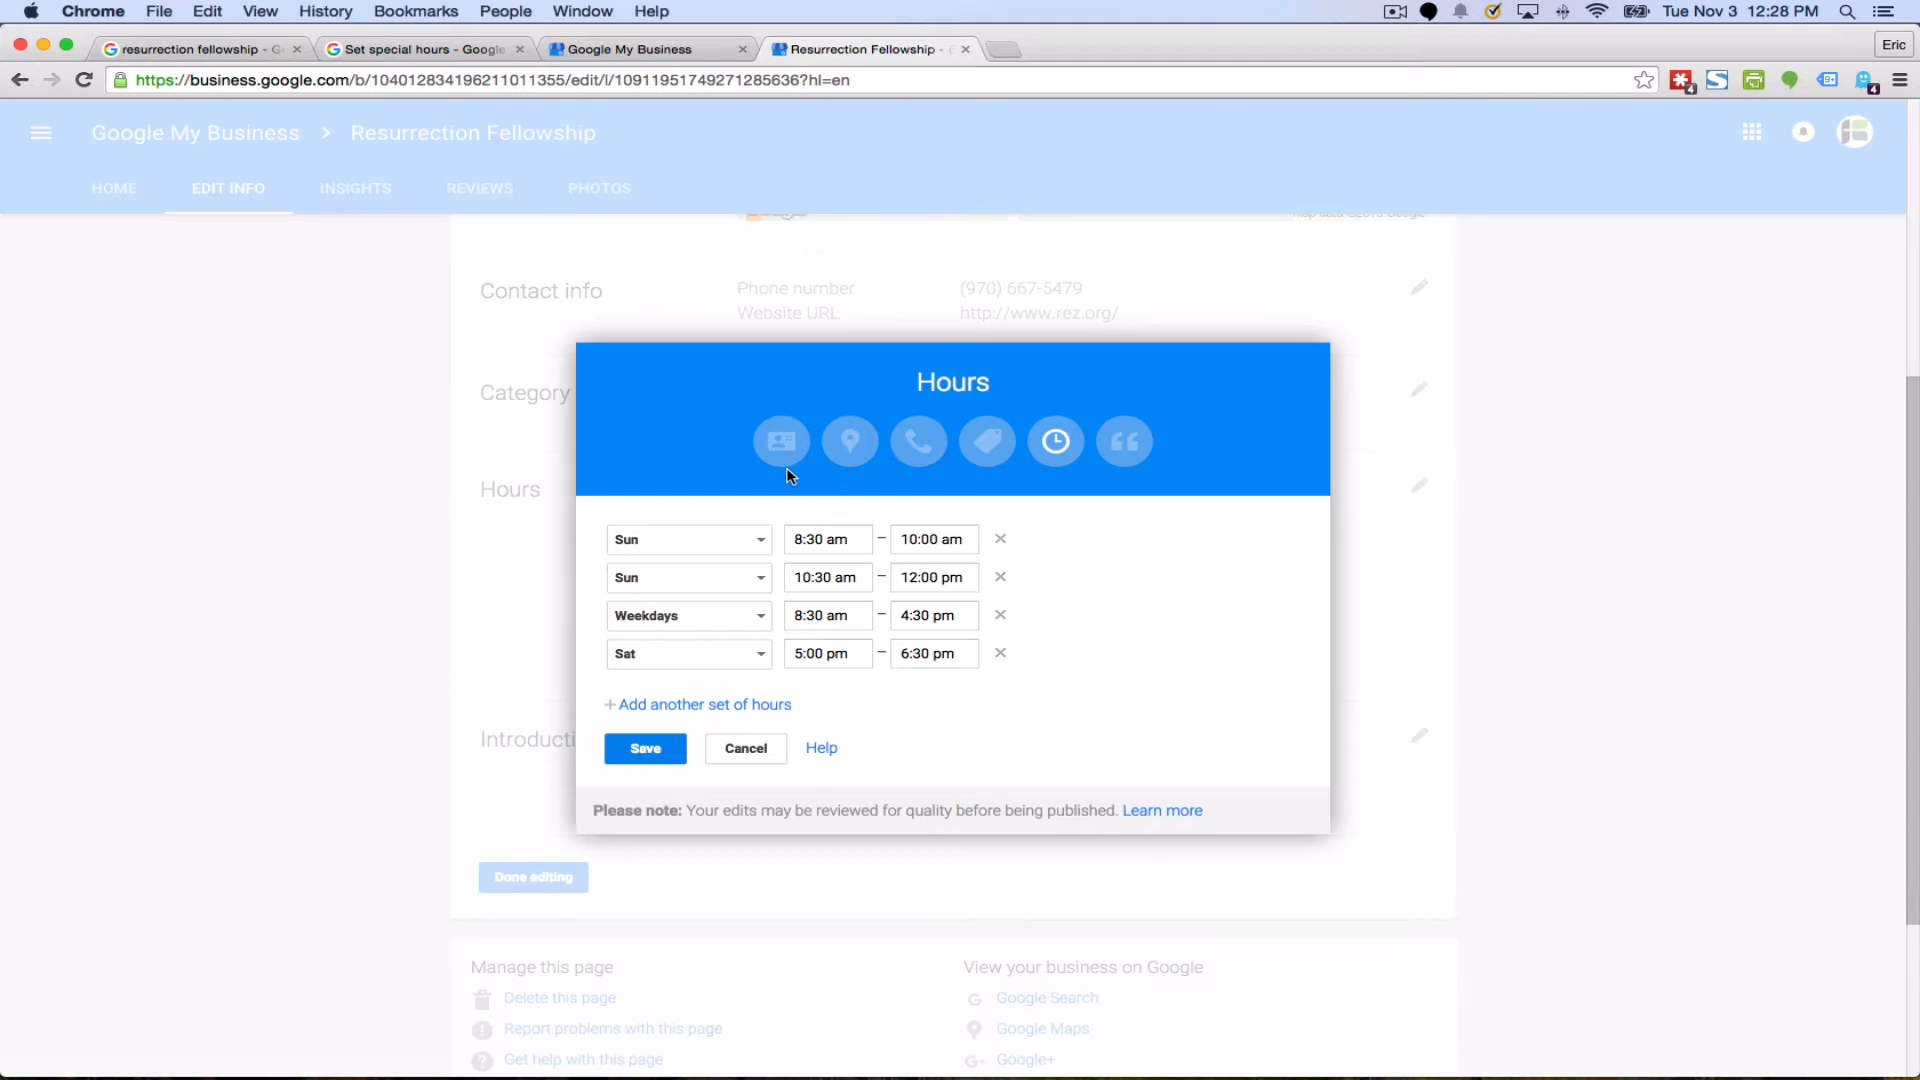 Chrome File Edit View History Bookmarks People Window Help Tue Nov 3 12:28 PM
resurrection fellowship - G Set special hours - Google Google My Business Resurrection Fellowship - Eric
https://business.google.com/b/104012834196211011355/edit/l/10911951749271285636?hl=en
Google My Business > Resurrection Fellowship
HOME EDIT INFO INSIGHTS REVIEWS PHOTOS
Contact info Phone number (970) 667-5479
Website URL http://www.rez.org/
Category
Hours
Hours
Sun 8:30 am – 10:00 am
Sun 10:30 am – 12:00 pm
Weekdays 8:30 am – 4:30 pm
Sat 5:00 pm – 6:30 pm
+ Add another set of hours
Save Cancel Help
Please note: Your edits may be reviewed for quality before being published. Learn more
Introducti
Done editing
Manage this page View your business on Google
Delete this page Google Search
Report problems with this page Google Maps
Get help with this page Google+